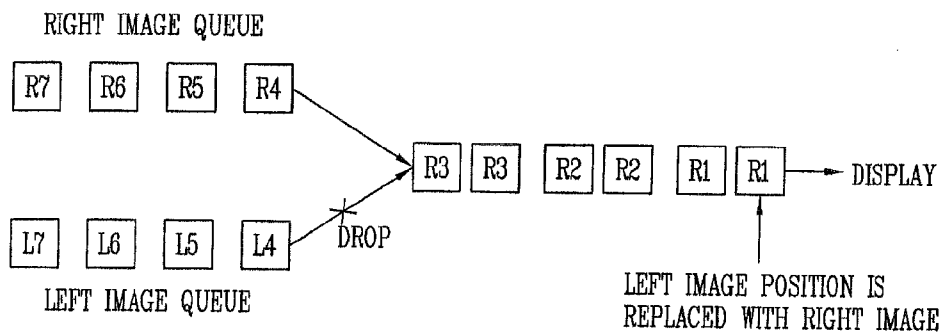 RIGHT IMAGE QUEUE
R7 R6 R5 R4
R3 R3 R2 R2 R1 R1 DISPLAY
L7 L6 L5 L4 DROP
LEFT IMAGE QUEUE
LEFT IMAGE POSITION IS
REPLACED WITH RIGHT IMAGE